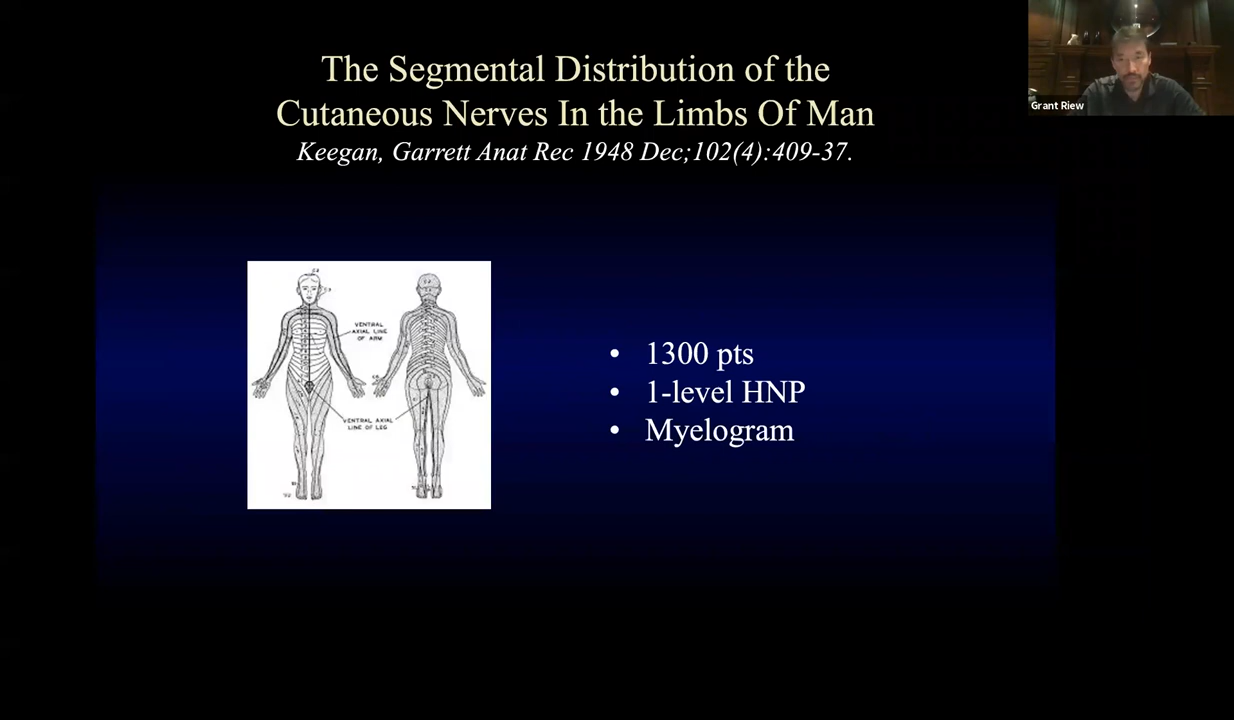 The Segmental Distribution of the
Cutaneous Nerves In the Limbs Of Man
Keegan, Garrett Anat Rec 1948 Dec;102(4):409-37.
Grant Riew
VENTRAL
AXIAL LINE
OF ARM
VENTRAL AXIAL
LINE OF LEG
• 1300 pts
• 1-level HNP
• Myelogram